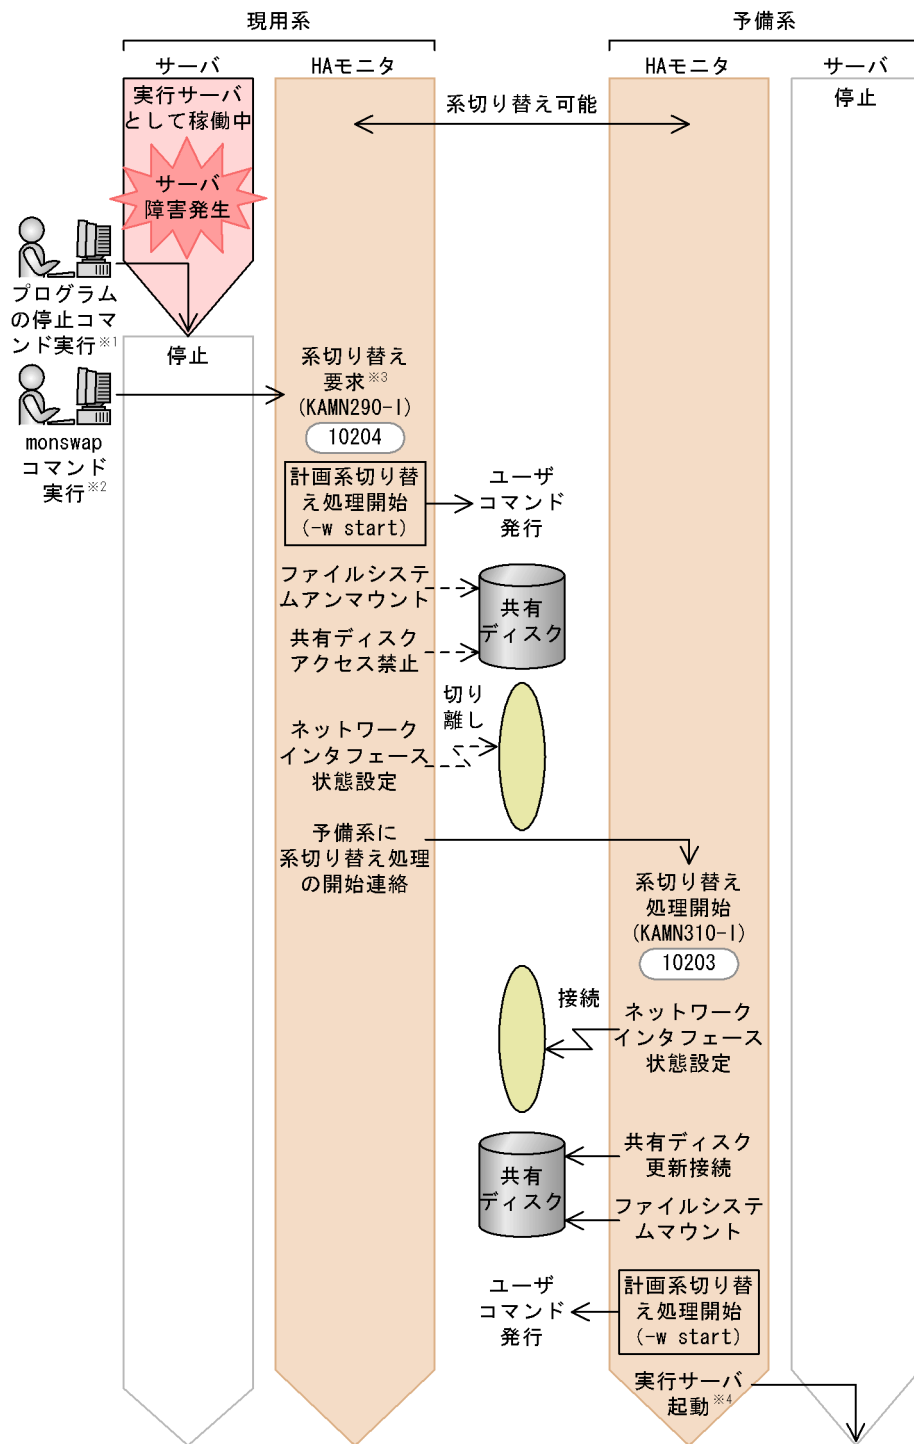 現用系
予備系
サーバ
HAモニタ
HAモニタ
サーバ
実行サーバ
として稼働中
系切り替え可能
停止
サーバ
障害発生
プログラム
の停止コマ
ンド実行※1
停止
monswap
コマンド
実行※2
系切り替え
要求※3
(KAMN290-I)
10204
計画系切り替
え処理開始
(-w start)
ユーザ
コマンド
発行
ファイルシステ
ムアンマウント
共有ディスク
アクセス禁止
共有
ディスク
切り
離し
ネットワーク
インタフェース
状態設定
予備系に
系切り替え処理
の開始連絡
系切り替え
処理開始
(KAMN310-I)
10203
接続
ネットワーク
インタフェース
状態設定
共有
ディスク
共有ディスク
更新接続
ファイルシステ
ムマウント
ユーザ
コマンド
発行
計画系切り替
え処理開始
(-w start)
実行サーバ
起動※4